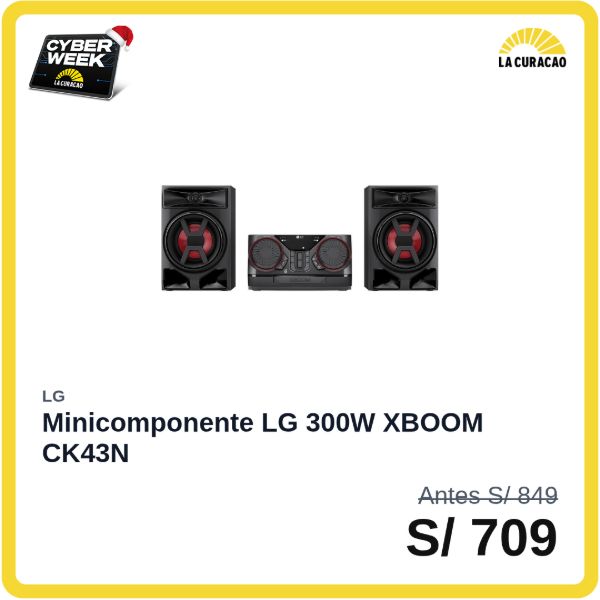 CYBER
WEEK
LA CURACAO
LA CURACAO
LG
Minicomponente LG 300W XBOOM
CK43N
Antes S/ 849
S/ 709